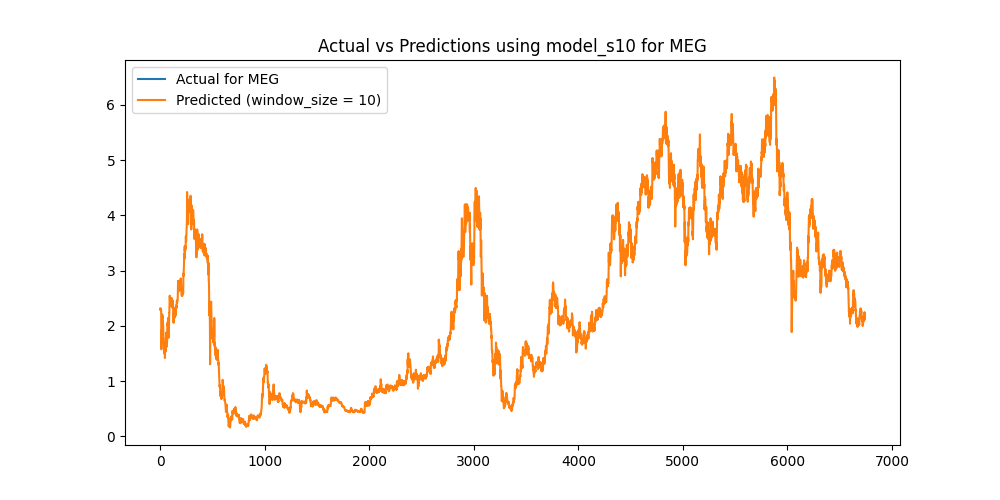 Actual vs Predictions using model_s10 for MEG
Actual for MEG
Predicted (window_size = 10)
6
5
4
3
2
1
0
0 1000 2000 3000 4000 5000 6000 7000